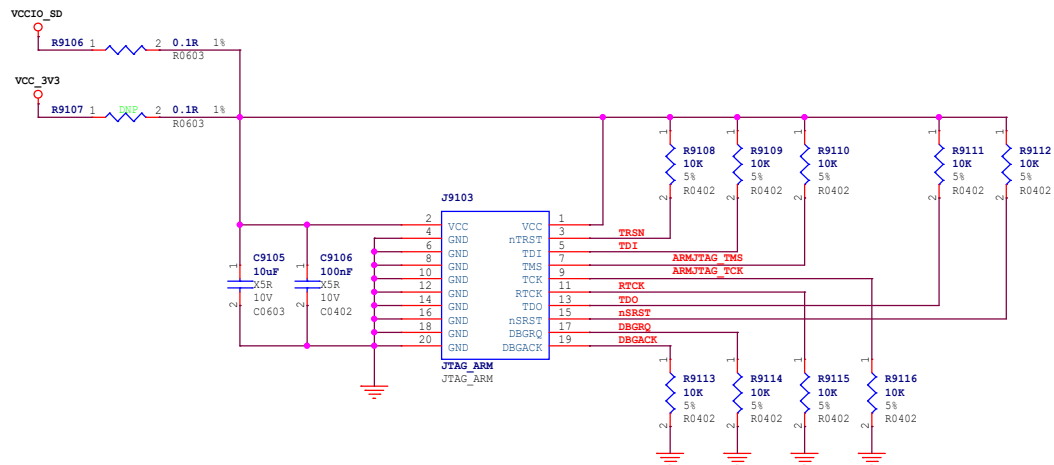 VCCIO_SD
R9106 1 2 0.1R 1%
R0603
VCC_3V3
R9107 1 DNP 2 0.1R 1%
R0603
1 1 1 1 1
R9108 R9109 R9110 R9111 R9112
10K 10K 10K 10K 10K
5% 5% 5% 5% 5%
R0402 R0402 R0402 R0402 R0402
2 2 2 2 2
J9103
2 VCC VCC 1
4 GND nTRST 3 TRSN
6 GND TDI 5 TDI
8 GND TMS 7 ARMJTAG_TMS
10 GND TCK 9 ARMJTAG_TCK
12 GND RTCK 11 RTCK
14 GND TDO 13 TDO
16 GND nSRST 15 nSRST
18 GND DBGRQ 17 DBGRQ
20 GND DBGACK 19 DBGACK
JTAG_ARM
JTAG_ARM
1 C9105 1 C9106
10uF 100nF
X5R X5R
2 10V 2 10V
C0603 C0402
1 1 1 1
R9113 R9114 R9115 R9116
10K 10K 10K 10K
5% 5% 5% 5%
R0402 R0402 R0402 R0402
2 2 2 2